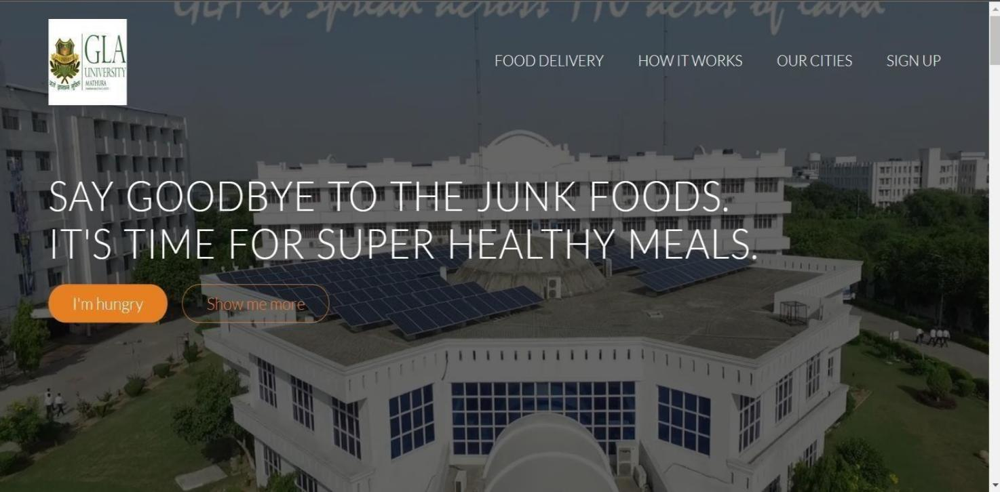 GLA is spread across 110 acres of land
GLA
UNIVERSITY
MATHURA
FOOD DELIVERY
HOW IT WORKS
OUR CITIES
SIGN UP
SAY GOODBYE TO THE JUNK FOODS.
IT'S TIME FOR SUPER HEALTHY MEALS.
I'm hungry
Show me more